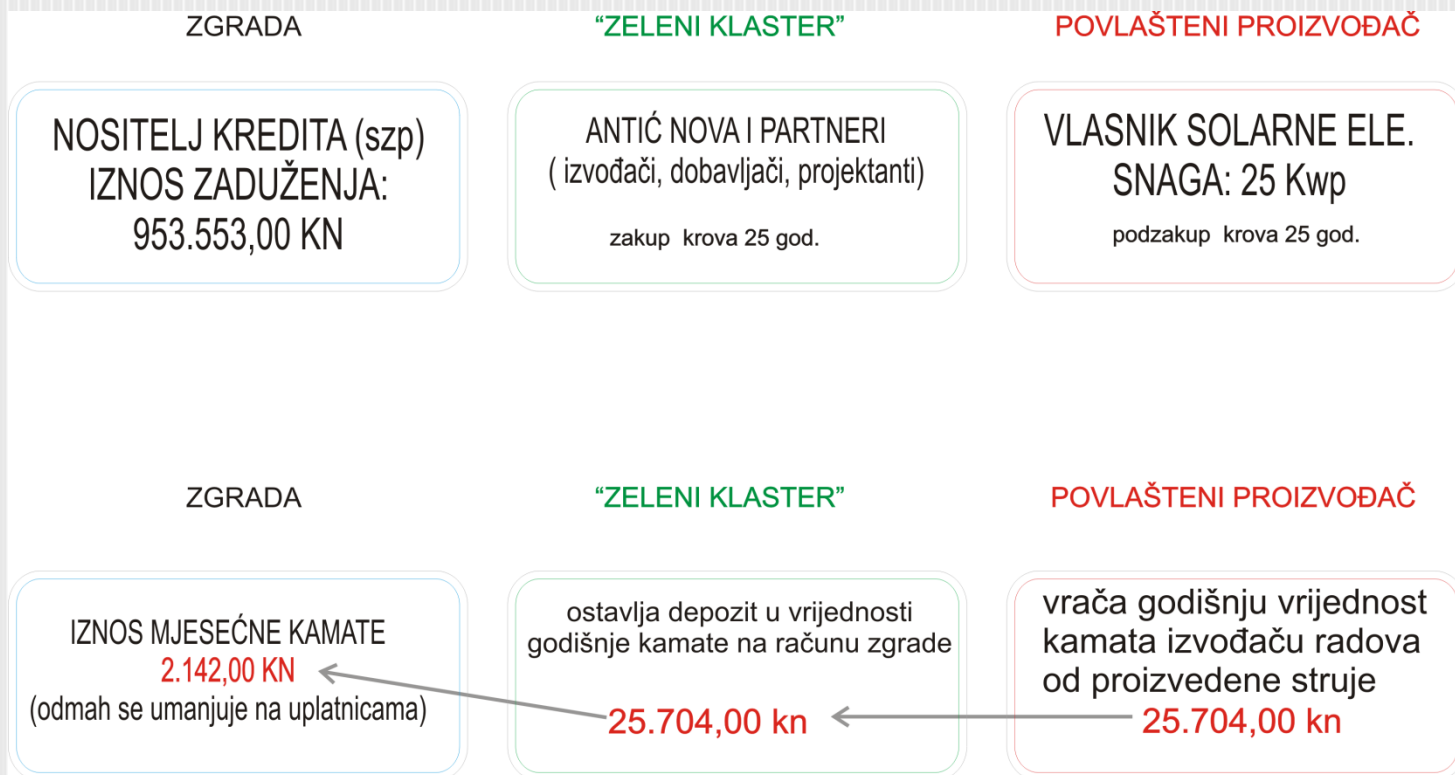 ZGRADA
“ZELENI KLASTER”
POVLAŠTENI PROIZVOĐAČ
NOSITELJ KREDITA (szp)
IZNOS ZADUŽENJA:
953.553,00 KN
ANTIĆ NOVA I PARTNERI
( izvođači, dobavljači, projektanti)
zakup krova 25 god.
VLASNIK SOLARNE ELE.
SNAGA: 25 Kwp
podzakup krova 25 god.
ZGRADA
“ZELENI KLASTER”
POVLAŠTENI PROIZVOĐAČ
IZNOS MJESEĆNE KAMATE
2.142,00 KN
(odmah se umanjuje na uplatnicama)
ostavlja depozit u vrijednosti
godišnje kamate na računu zgrade
25.704,00 kn
vrača godišnju vrijednost
kamata izvođaču radova
od proizvedene struje
25.704,00 kn